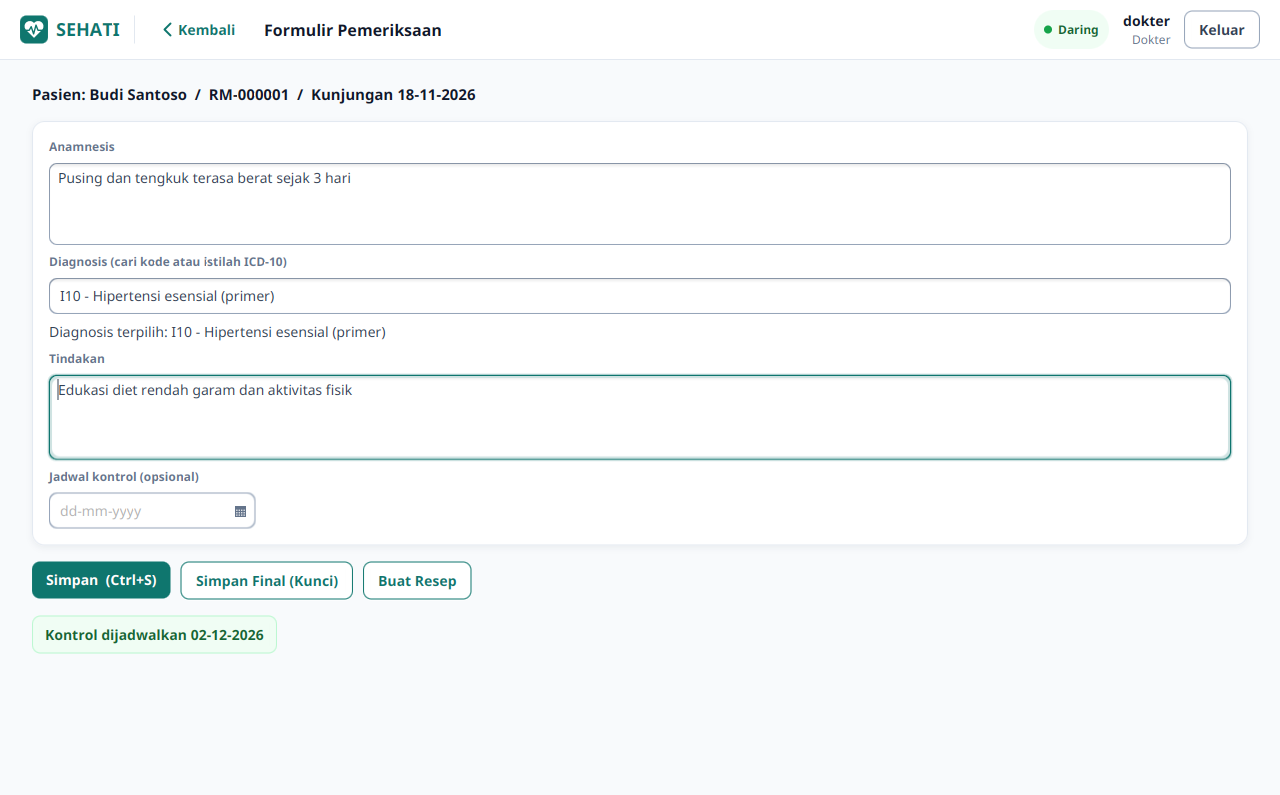 SEHATI
Kembali
Formulir Pemeriksaan
Daring
dokter
Dokter
Keluar
Pasien: Budi Santoso / RM-000001 / Kunjungan 18-11-2026
Anamnesis
Pusing dan tengkuk terasa berat sejak 3 hari
Diagnosis (cari kode atau istilah ICD-10)
I10 - Hipertensi esensial (primer)
Diagnosis terpilih: I10 - Hipertensi esensial (primer)
Tindakan
Edukasi diet rendah garam dan aktivitas fisik
Jadwal kontrol (opsional)
dd-mm-yyyy
Simpan (Ctrl+S)
Simpan Final (Kunci)
Buat Resep
Kontrol dijadwalkan 02-12-2026